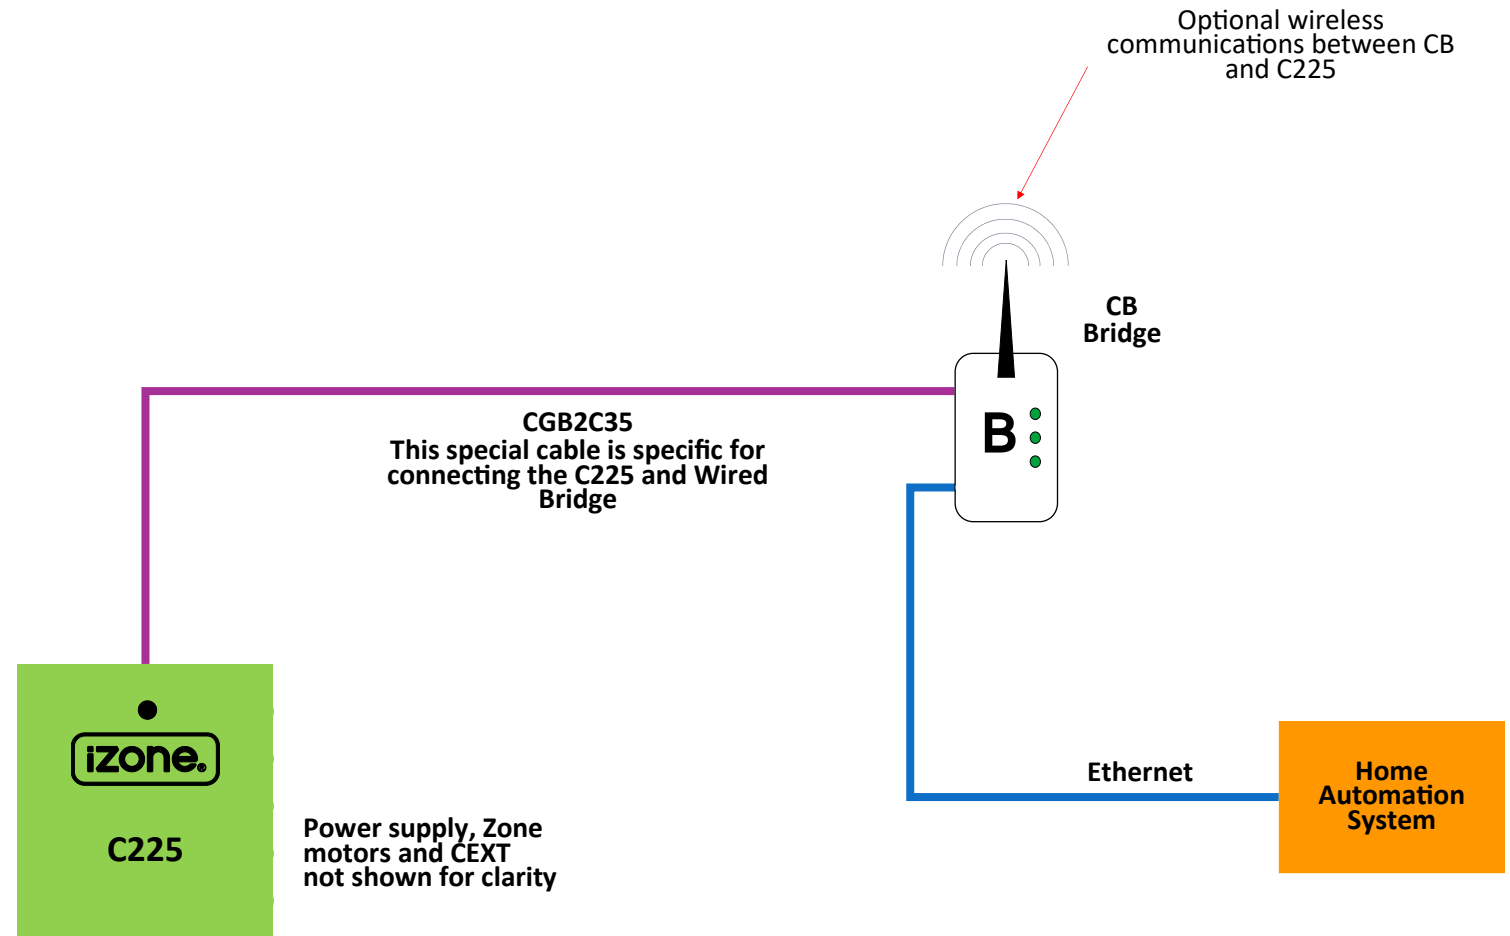 Optional wireless
communications between CB
and C225
CB
Bridge
CGB2C35
This special cable is specific for
connecting the C225 and Wired
Bridge
B
izone.®
C225
Power supply, Zone
motors and CEXT
not shown for clarity
Ethernet
Home
Automation
System